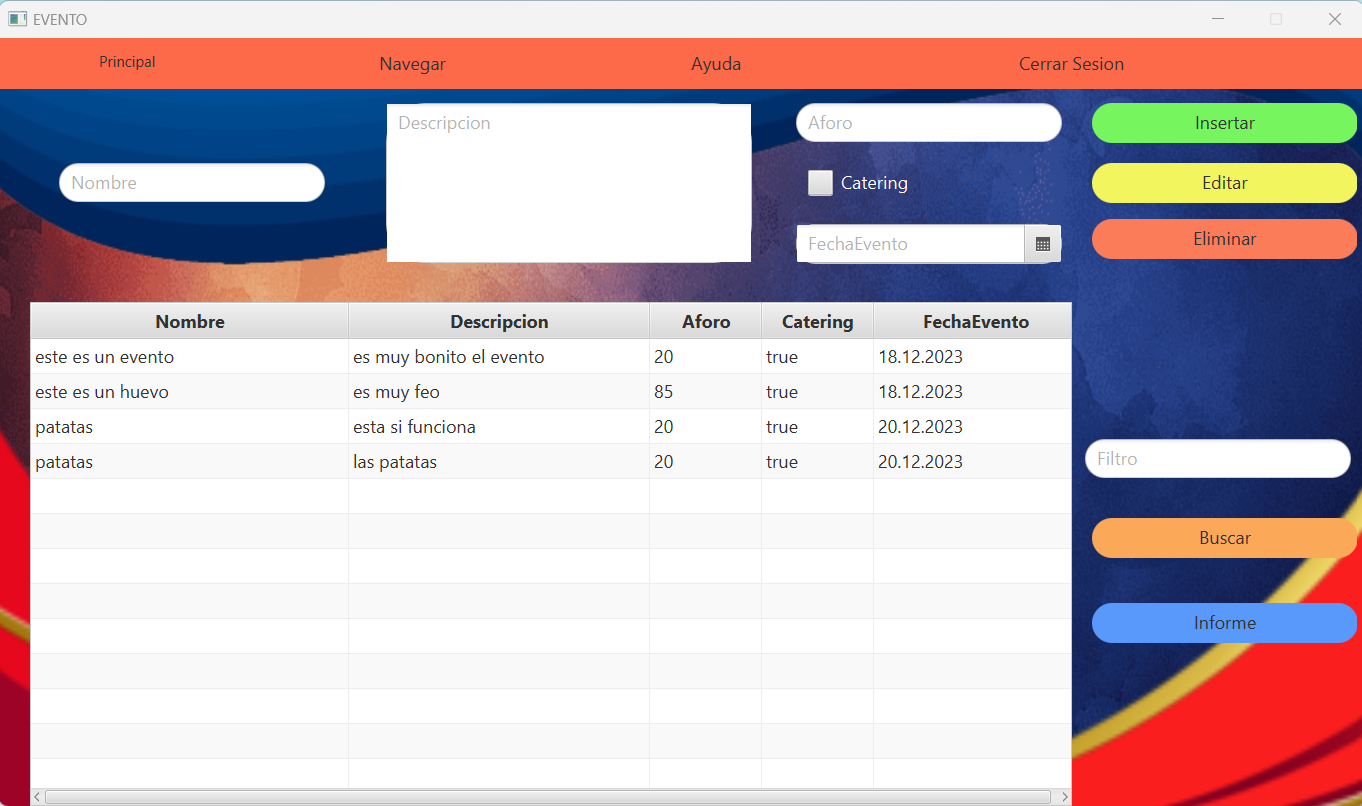 EVENTO
Principal Navegar Ayuda Cerrar Sesion
Descripcion Aforo Insertar
Nombre Catering Editar
FechaEvento Eliminar
Nombre Descripcion Aforo Catering FechaEvento
este es un evento es muy bonito el evento 20 true 18.12.2023
este es un huevo es muy feo 85 true 18.12.2023
patatas esta si funciona 20 true 20.12.2023
patatas las patatas 20 true 20.12.2023
Filtro
Buscar
Informe